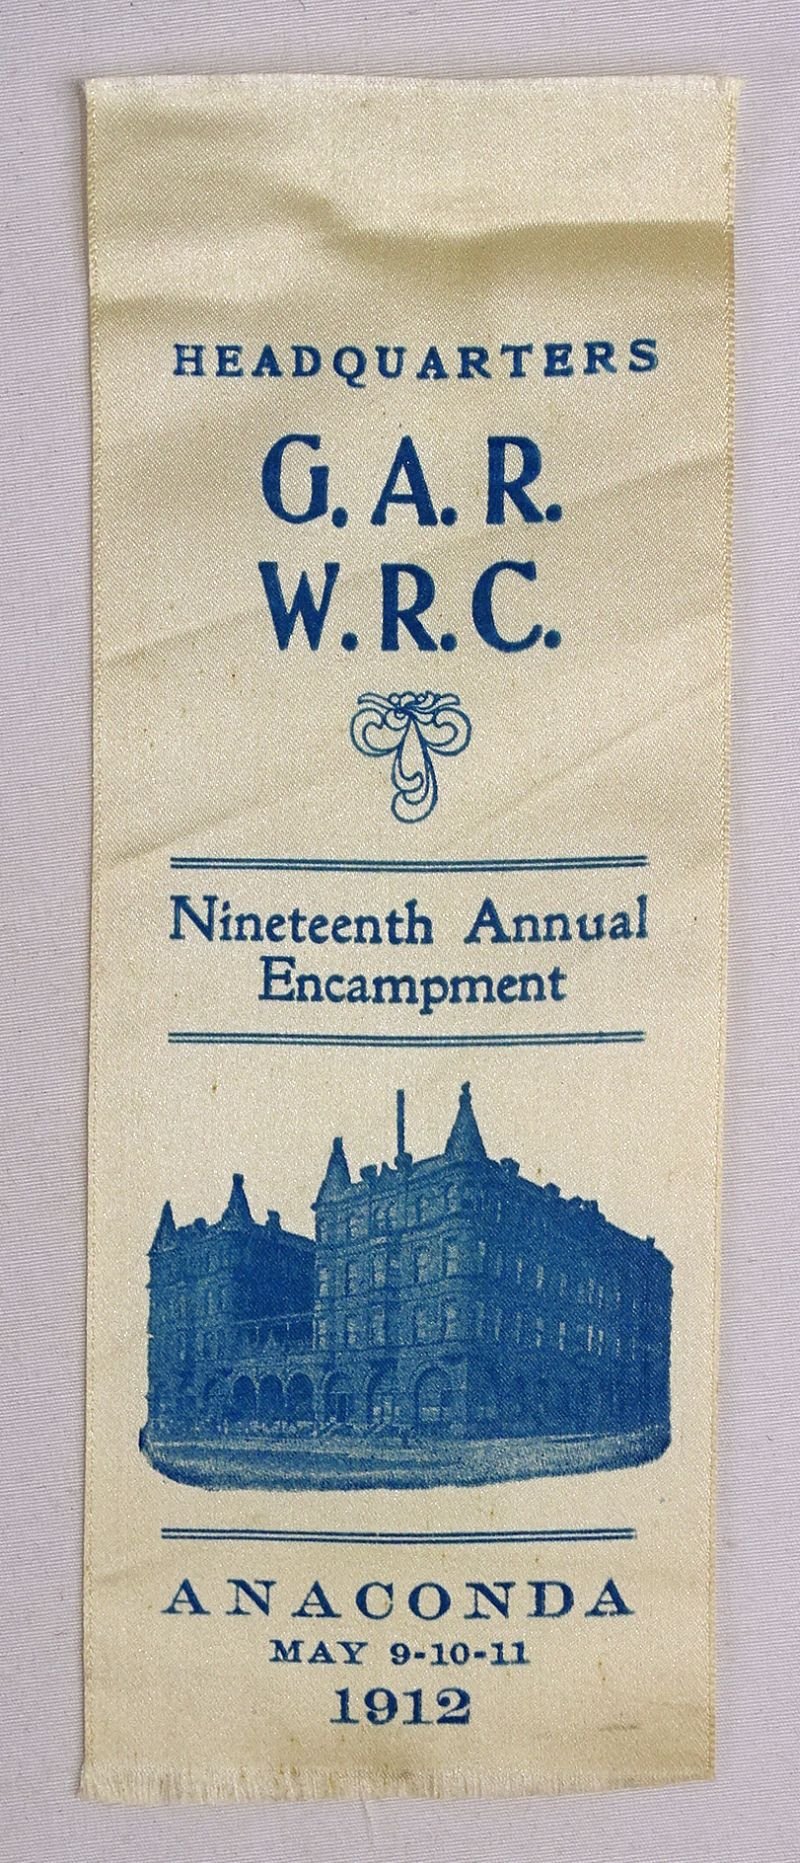 HEADQUARTERS
G. A. R.
W. R. C.
Nineteenth Annual
Encampment
ANACONDA
MAY 9-10-11
1912